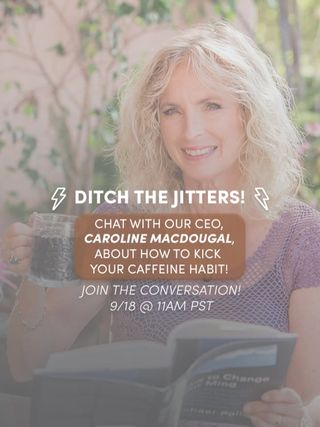 DITCH THE JITTERS!
CHAT WITH OUR CEO,
CAROLINE MACDOUGAL,
ABOUT HOW TO KICK
YOUR CAFFEINE HABIT!
JOIN THE CONVERSATION!
9/18 @ 11AM PST
to Change
Mind